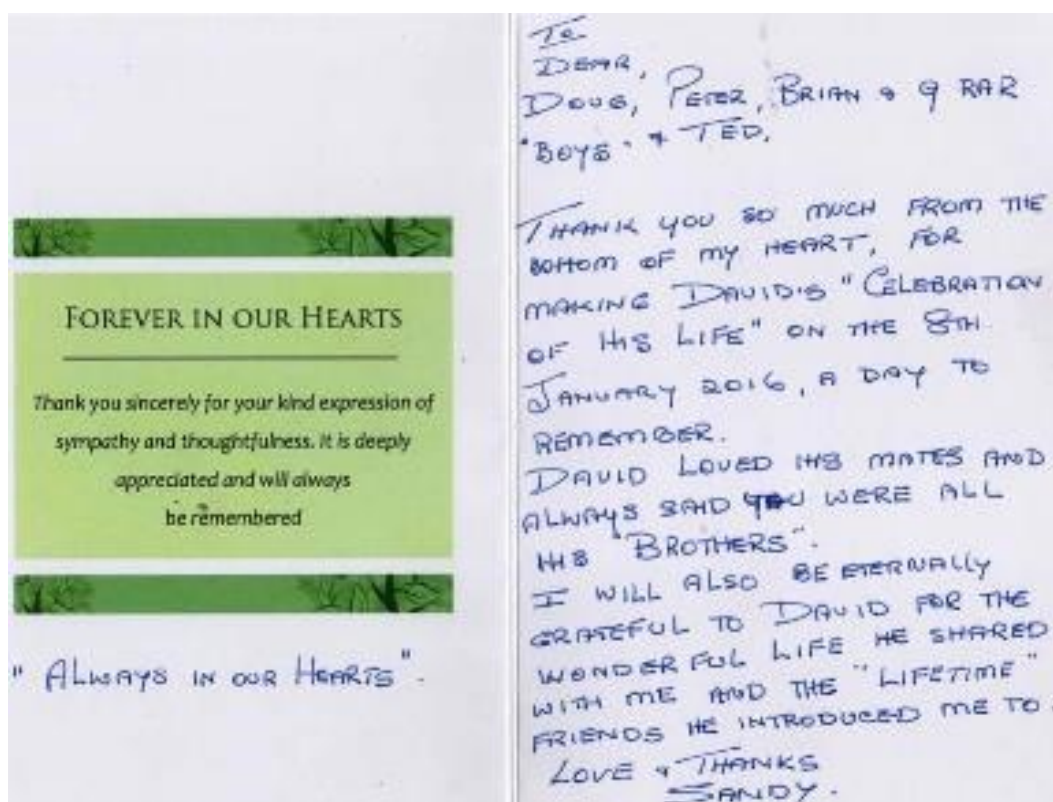 FOREVER IN OUR HEARTS
Thank you sincerely for your kind expression of
sympathy and thoughtfulness. It is deeply
appreciated and will always
be remembered
" ALWAYS IN OUR HEARTS".
To
DEAR,
DOUG, PETER, BRIAN & 9 RAR
"BOYS" & TED.
THANK YOU SO MUCH FROM THE
BOTTOM OF MY HEART, FOR
MAKING DAVID'S "CELEBRATION
OF HIS LIFE" ON THE 8TH
JANUARY 2016, A DAY TO
REMEMBER.
DAVID LOVED HIS MATES AND
ALWAYS SAID YOU WERE ALL
HIS "BROTHERS".
I WILL ALSO BE ETERNALLY
GRATEFUL TO DAVID FOR THE
WONDERFUL LIFE HE SHARED
WITH ME AND THE "LIFETIME"
FRIENDS HE INTRODUCED ME TO.
LOVE & THANKS
SANDY.